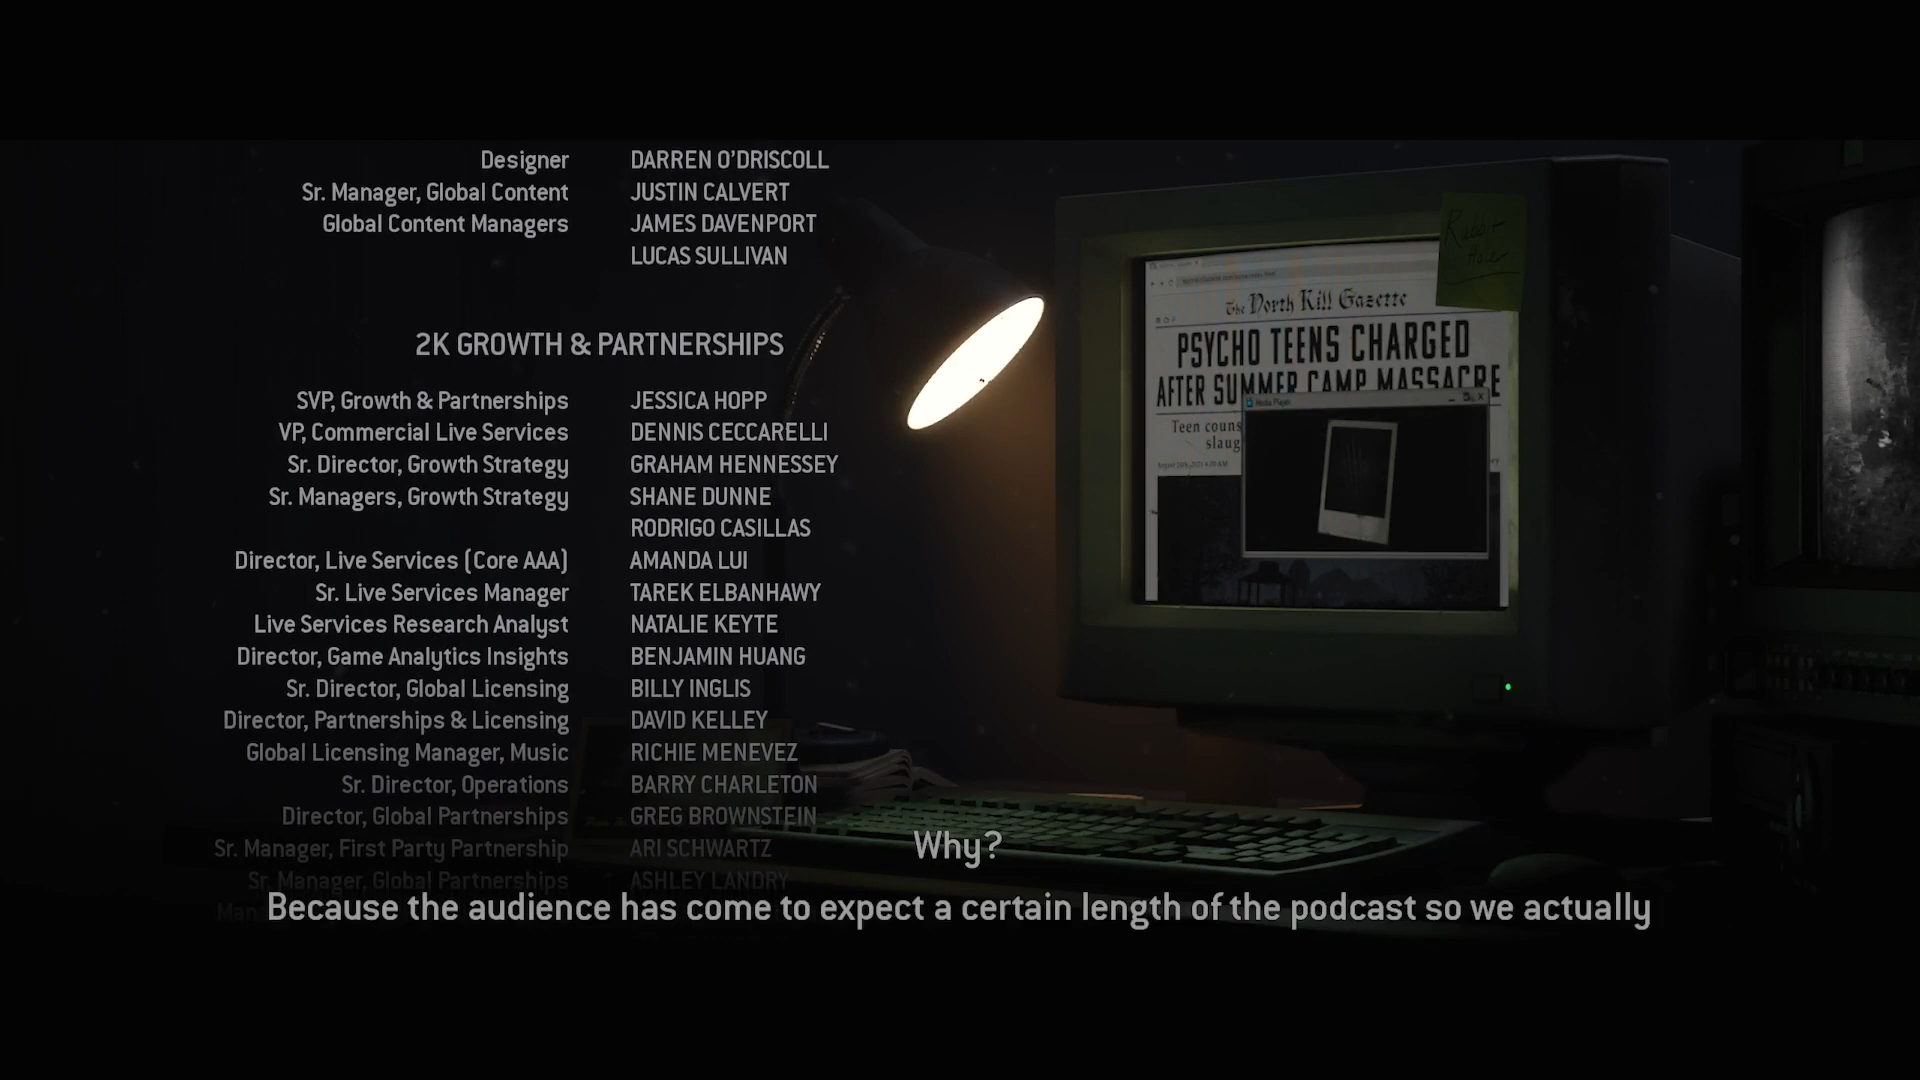 Designer DARREN O'DRISCOLL
Sr. Manager, Global Content JUSTIN CALVERT
Global Content Managers JAMES DAVENPORT
LUCAS SULLIVAN
2K GROWTH & PARTNERSHIPS
SVP, Growth & Partnerships JESSICA HOPP
VP, Commercial Live Services DENNIS CECCARELLI
Sr. Director, Growth Strategy GRAHAM HENNESSEY
Sr. Managers, Growth Strategy SHANE DUNNE
RODRIGO CASILLAS
Director, Live Services (Core AAA) AMANDA LUI
Sr. Live Services Manager TAREK ELBANHAWY
Live Services Research Analyst NATALIE KEYTE
Director, Game Analytics Insights BENJAMIN HUANG
Sr. Director, Global Licensing BILLY INGLIS
Director, Partnerships & Licensing DAVID KELLEY
Global Licensing Manager, Music RICHIE MENEVEZ
Sr. Director, Operations BARRY CHARLETON
Director, Global Partnerships GREG BROWNSTEIN
Sr. Manager, First Party Partnership ARI SCHWARTZ
Sr. Manager, Global Partnerships ASHLEY LANDRY
Rabbit
Hole
The North Kill Gazette
PSYCHO TEENS CHARGED
AFTER SUMMER CAMP MASSACRE
Media Player
Teen
Why?
Because the audience has come to expect a certain length of the podcast so we actually